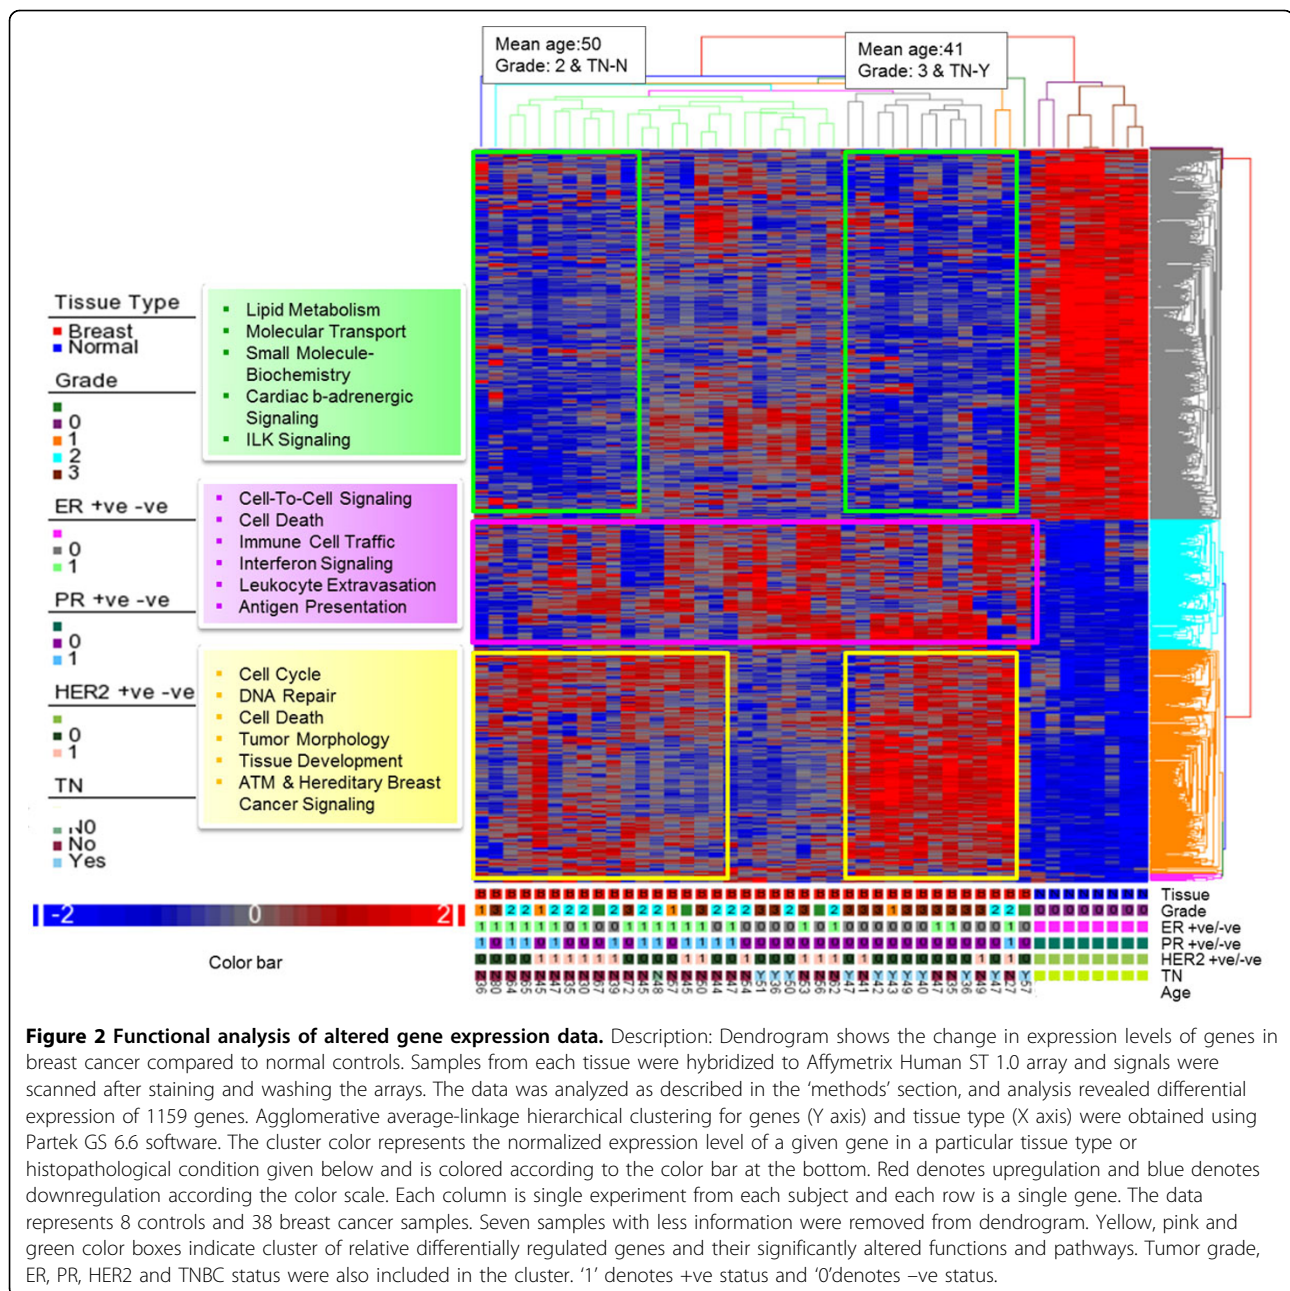 Mean age:50
Grade: 2 & TN-N
Mean age:41
Grade: 3 & TN-Y
Tissue Type
Breast
Normal
Grade
0
1
2
3
ER +ve -ve
0
1
PR +ve -ve
0
1
HER2 +ve -ve
0
1
TN
No
Yes
Lipid Metabolism
Molecular Transport
Small Molecule-
Biochemistry
Cardiac b-adrenergic
Signaling
ILK Signaling
Cell-To-Cell Signaling
Cell Death
Immune Cell Traffic
Interferon Signaling
Leukocyte Extravasation
Antigen Presentation
Cell Cycle
DNA Repair
Cell Death
Tumor Morphology
Tissue Development
ATM & Hereditary Breast
Cancer Signaling
-2 0 2
Color bar
Tissue
Grade
ER +ve/-ve
PR +ve/-ve
HER2 +ve/-ve
TN
Age
Figure 2 Functional analysis of altered gene expression data. Description: Dendrogram shows the change in expression levels of genes in
breast cancer compared to normal controls. Samples from each tissue were hybridized to Affymetrix Human ST 1.0 array and signals were
scanned after staining and washing the arrays. The data was analyzed as described in the ‘methods’ section, and analysis revealed differential
expression of 1159 genes. Agglomerative average-linkage hierarchical clustering for genes (Y axis) and tissue type (X axis) were obtained using
Partek GS 6.6 software. The cluster color represents the normalized expression level of a given gene in a particular tissue type or
histopathological condition given below and is colored according to the color bar at the bottom. Red denotes upregulation and blue denotes
downregulation according the color scale. Each column is single experiment from each subject and each row is a single gene. The data
represents 8 controls and 38 breast cancer samples. Seven samples with less information were removed from dendrogram. Yellow, pink and
green color boxes indicate cluster of relative differentially regulated genes and their significantly altered functions and pathways. Tumor grade,
ER, PR, HER2 and TNBC status were also included in the cluster. ‘1’ denotes +ve status and ‘0’denotes –ve status.